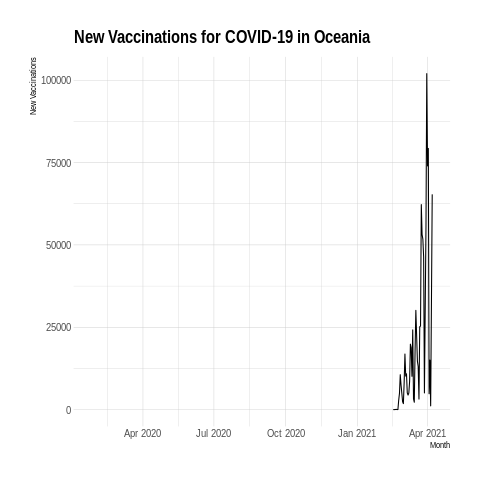 New Vaccinations for COVID-19 in Oceania
New Vaccinations
100000
75000
50000
25000
0
Apr 2020 Jul 2020 Oct 2020 Jan 2021 Apr 2021
Month